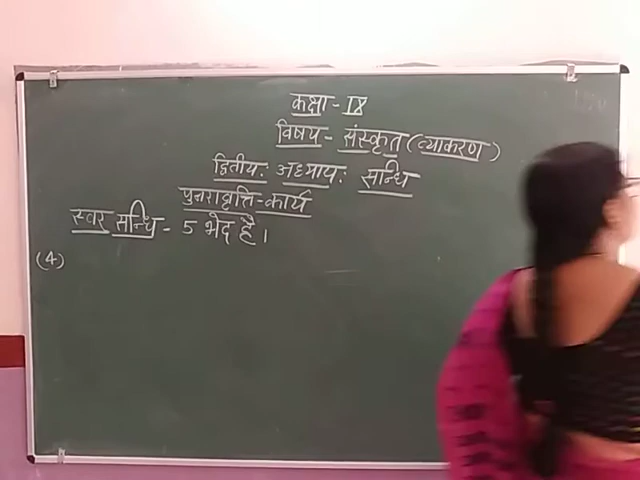 कक्षा - IX
विषय - संस्कृत (व्याकरण)
द्वितीय: अध्याय: सन्धि
पुनरावृत्ति-कार्य
स्वर सन्धि - 5 भेद है।
(4)